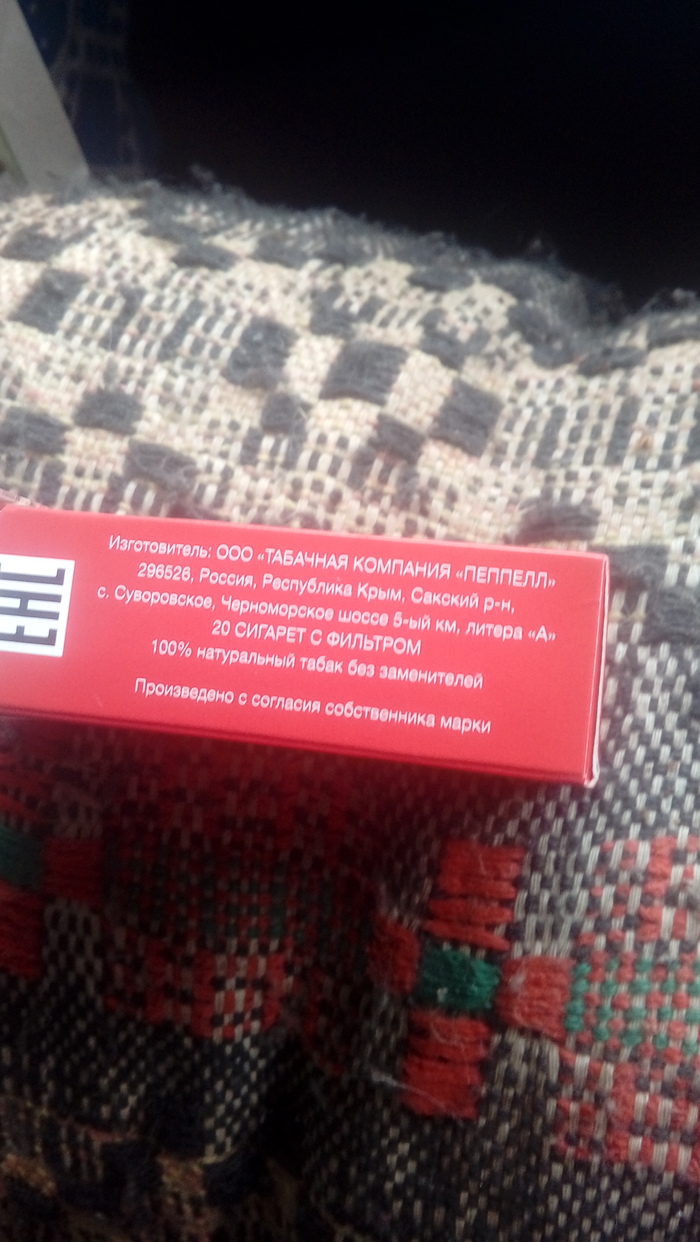 Изготовитель: ООО «ТАБАЧНАЯ КОМПАНИЯ «ПЕППЕЛЛ»
296526, Россия, Республика Крым, Сакский р-н,
с. Суворовское, Черноморское шоссе 5-ый км, литера «А»
20 СИГАРЕТ С ФИЛЬТРОМ
100% натуральный табак без заменителей
Произведено с согласия собственника марки
EAC